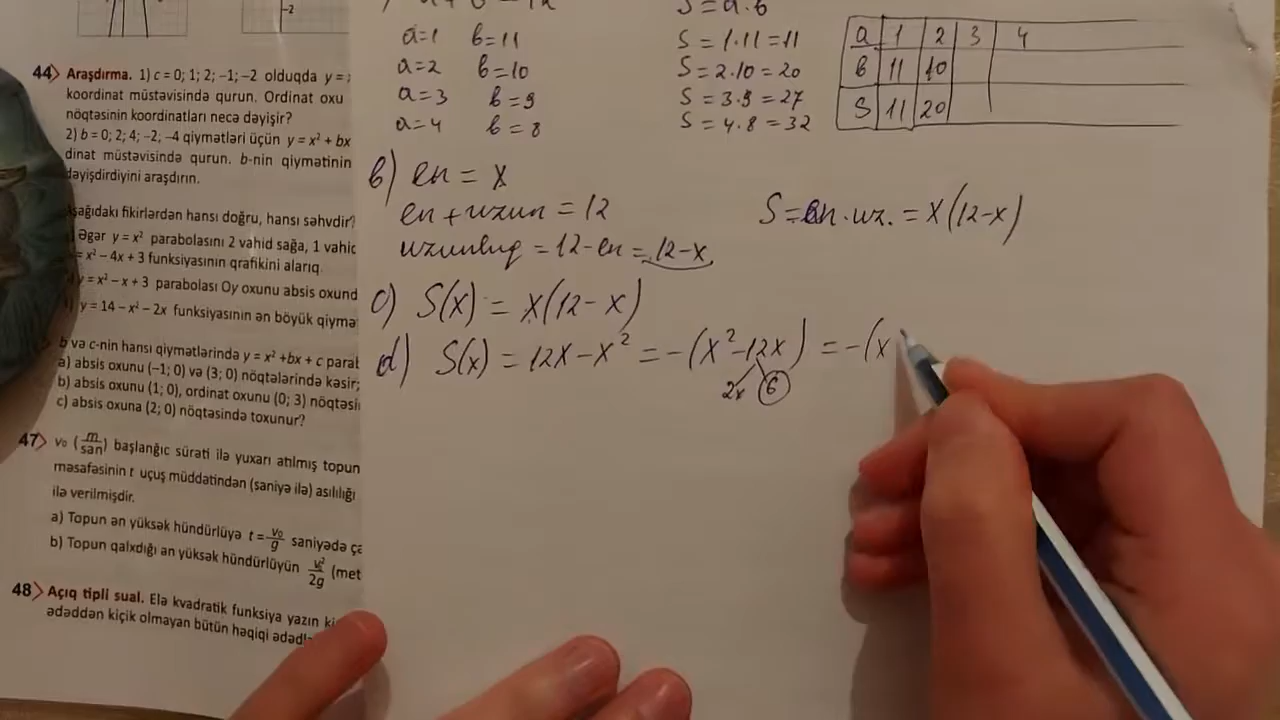 -2
44 Araşdırma. 1) c = 0; 1; 2; −1; −2 olduqda y =
koordinat müstəvisində qurun. Ordinat oxu
nöqtəsinin koordinatları necə dəyişir?
2) b = 0; 2; 4; −2, −4 qiymətləri üçün y = x² + bx
dinat müstəvisində qurun. b-nin qiymətinin
dəyişdirdiyini araşdırın.
aşağıdakı fikirlərdən hansı doğru, hansı səhvdir?
Əgər y = x² parabolasını 2 vahid sağa, 1 vahid
= x² − 4x + 3 funksiyasının qrafikini alarıq.
y = x² − x + 3 parabolası Oy oxunu absis oxund
y = 14 − x² − 2x funksiyasının ən böyük qiymə
b və c-nin hansı qiymətlərində y = x² + bx + c parab
a) absis oxunu (−1; 0) və (3; 0) nöqtələrində kəsir;
b) absis oxunu (1; 0), ordinat oxunu (0; 3) nöqtəsi
c) absis oxuna (2; 0) nöqtəsində toxunur?
47 v₀ (m/san) başlanğıc sürəti ilə yuxarı atılmış topun
məsafəsinin t uçuş müddətindən (saniyə ilə) asılılığı
ilə verilmişdir.
a) Topun ən yüksək hündürlüyə t = v₀/g saniyədə ça
b) Topun qalxdığı ən yüksək hündürlüyün v₀²/2g (met
48 Açıq tipli sual. Elə kvadratik funksiya yazın ki
ədəddən kiçik olmayan bütün həqiqi ədədl
S = a.b
a=1 b=11 S = 1.11 = 11
a=2 b=10 S = 2.10 = 20
a=3 b=9 S = 3.9 = 27
a=4 b=8 S = 4.8 = 32
a 1 2 3 4
b 11 10
S 11 20
b) en = x
en + uzun = 12 S = en . uz. = x(12-x)
uzunluq = 12 - en = 12-x
c) S(x) = x(12-x)
d) S(x) = 12x - x² = -(x² - 12x) = -(x
2x 6